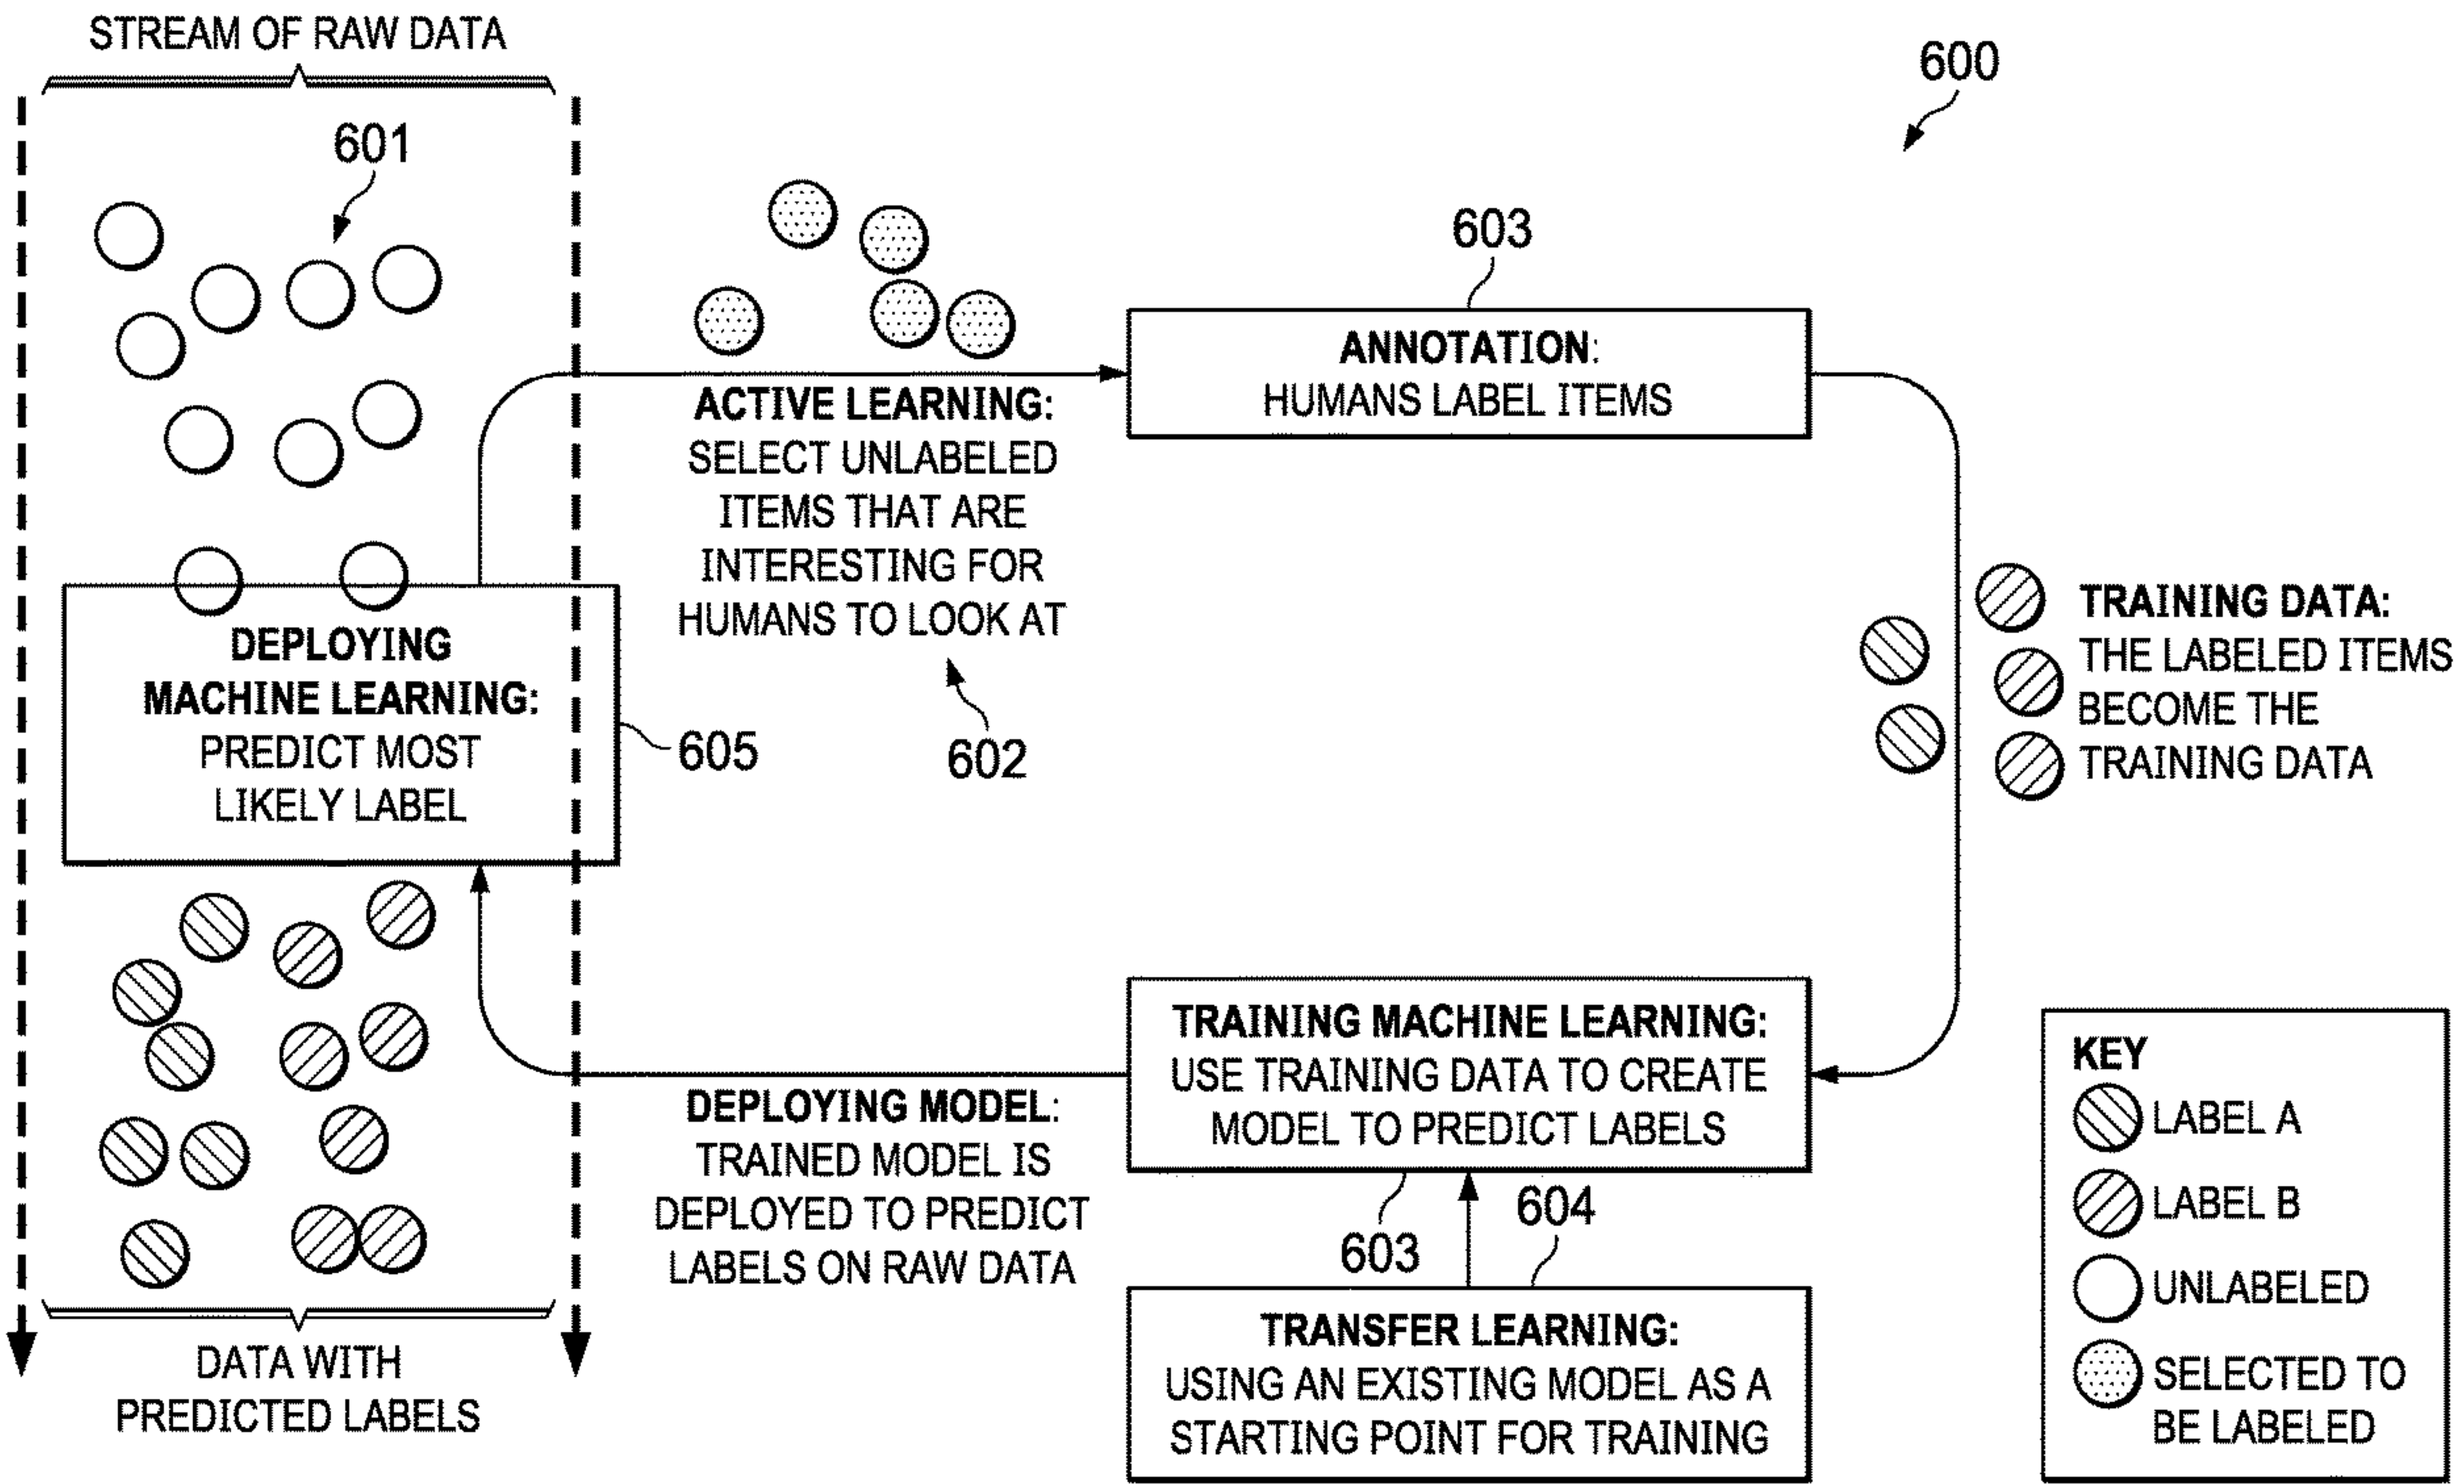 STREAM OF RAW DATA
601
600
603
ANNOTATION:
HUMANS LABEL ITEMS
ACTIVE LEARNING:
SELECT UNLABELED
ITEMS THAT ARE
INTERESTING FOR
HUMANS TO LOOK AT
602
DEPLOYING
MACHINE LEARNING:
PREDICT MOST
LIKELY LABEL
605
TRAINING DATA:
THE LABELED ITEMS
BECOME THE
TRAINING DATA
TRAINING MACHINE LEARNING:
USE TRAINING DATA TO CREATE
MODEL TO PREDICT LABELS
603
604
DEPLOYING MODEL:
TRAINED MODEL IS
DEPLOYED TO PREDICT
LABELS ON RAW DATA
TRANSFER LEARNING:
USING AN EXISTING MODEL AS A
STARTING POINT FOR TRAINING
DATA WITH
PREDICTED LABELS
KEY
LABEL A
LABEL B
UNLABELED
SELECTED TO
BE LABELED